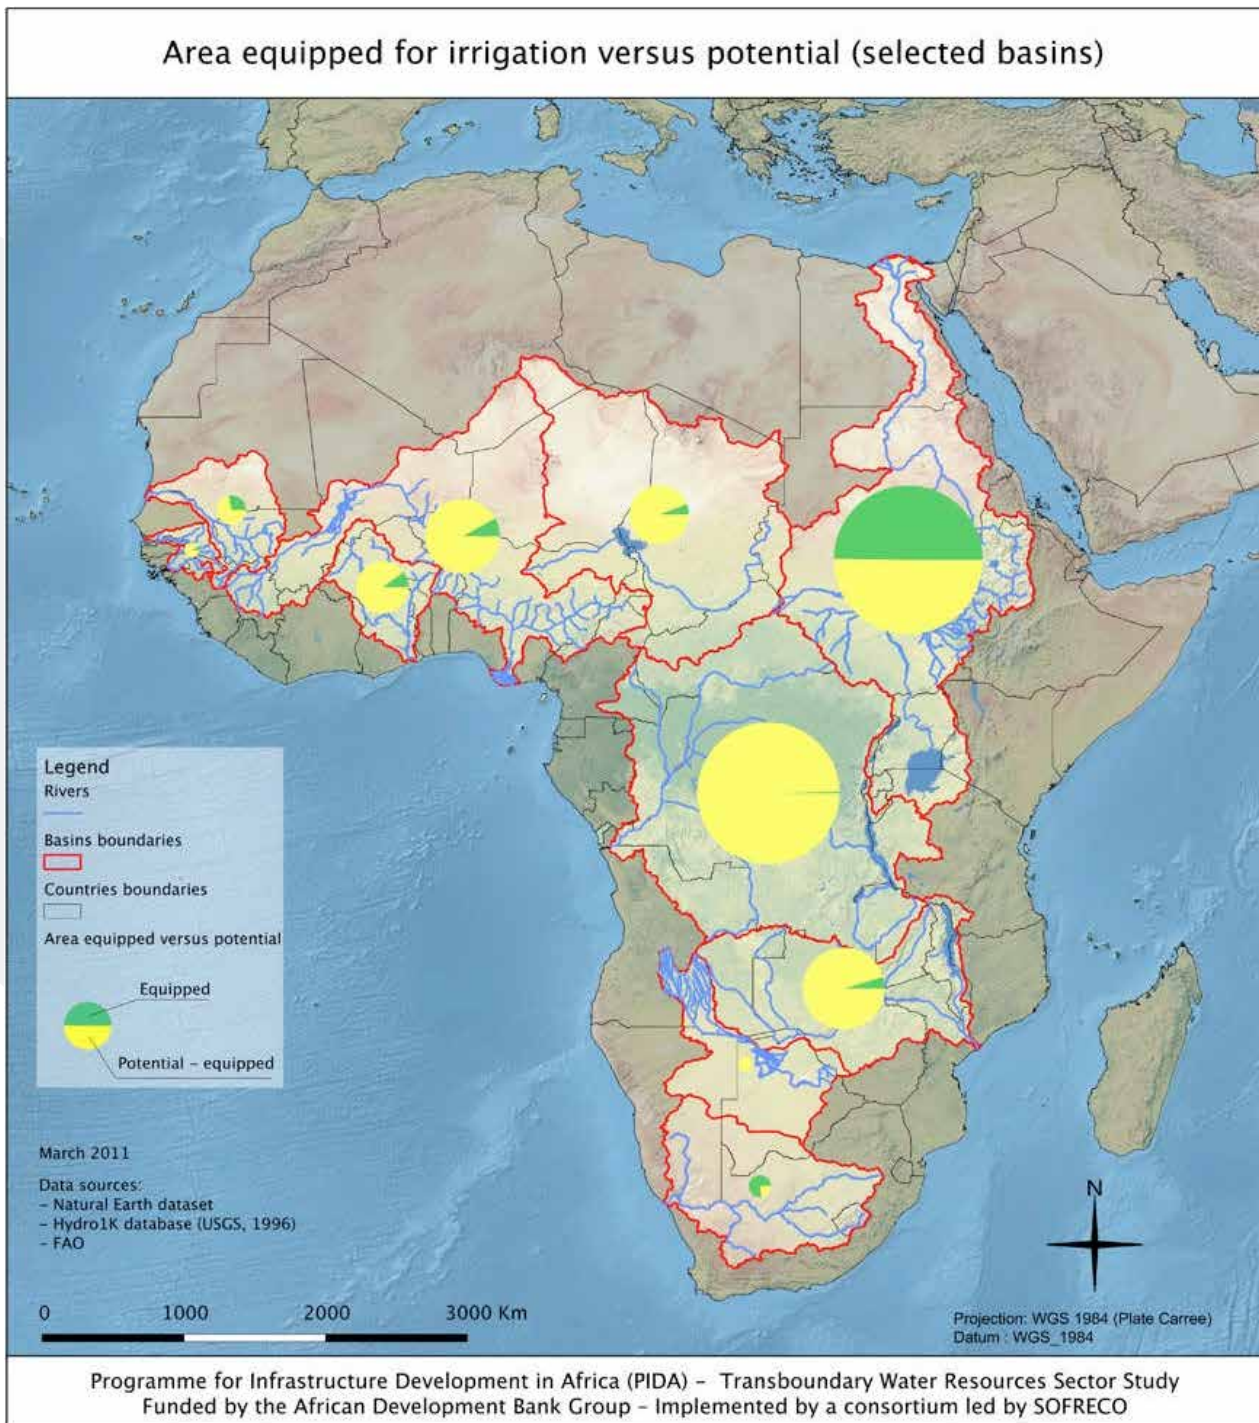 Area equipped for irrigation versus potential (selected basins)
Legend
Rivers
Basins boundaries
Countries boundaries
Area equipped versus potential
Equipped
Potential – equipped
March 2011
Data sources:
– Natural Earth dataset
– Hydro1K database (USGS, 1996)
– FAO
0 1000 2000 3000 Km
N
Projection: WGS 1984 (Plate Carree)
Datum : WGS_1984
Programme for Infrastructure Development in Africa (PIDA) – Transboundary Water Resources Sector Study
Funded by the African Development Bank Group – Implemented by a consortium led by SOFRECO